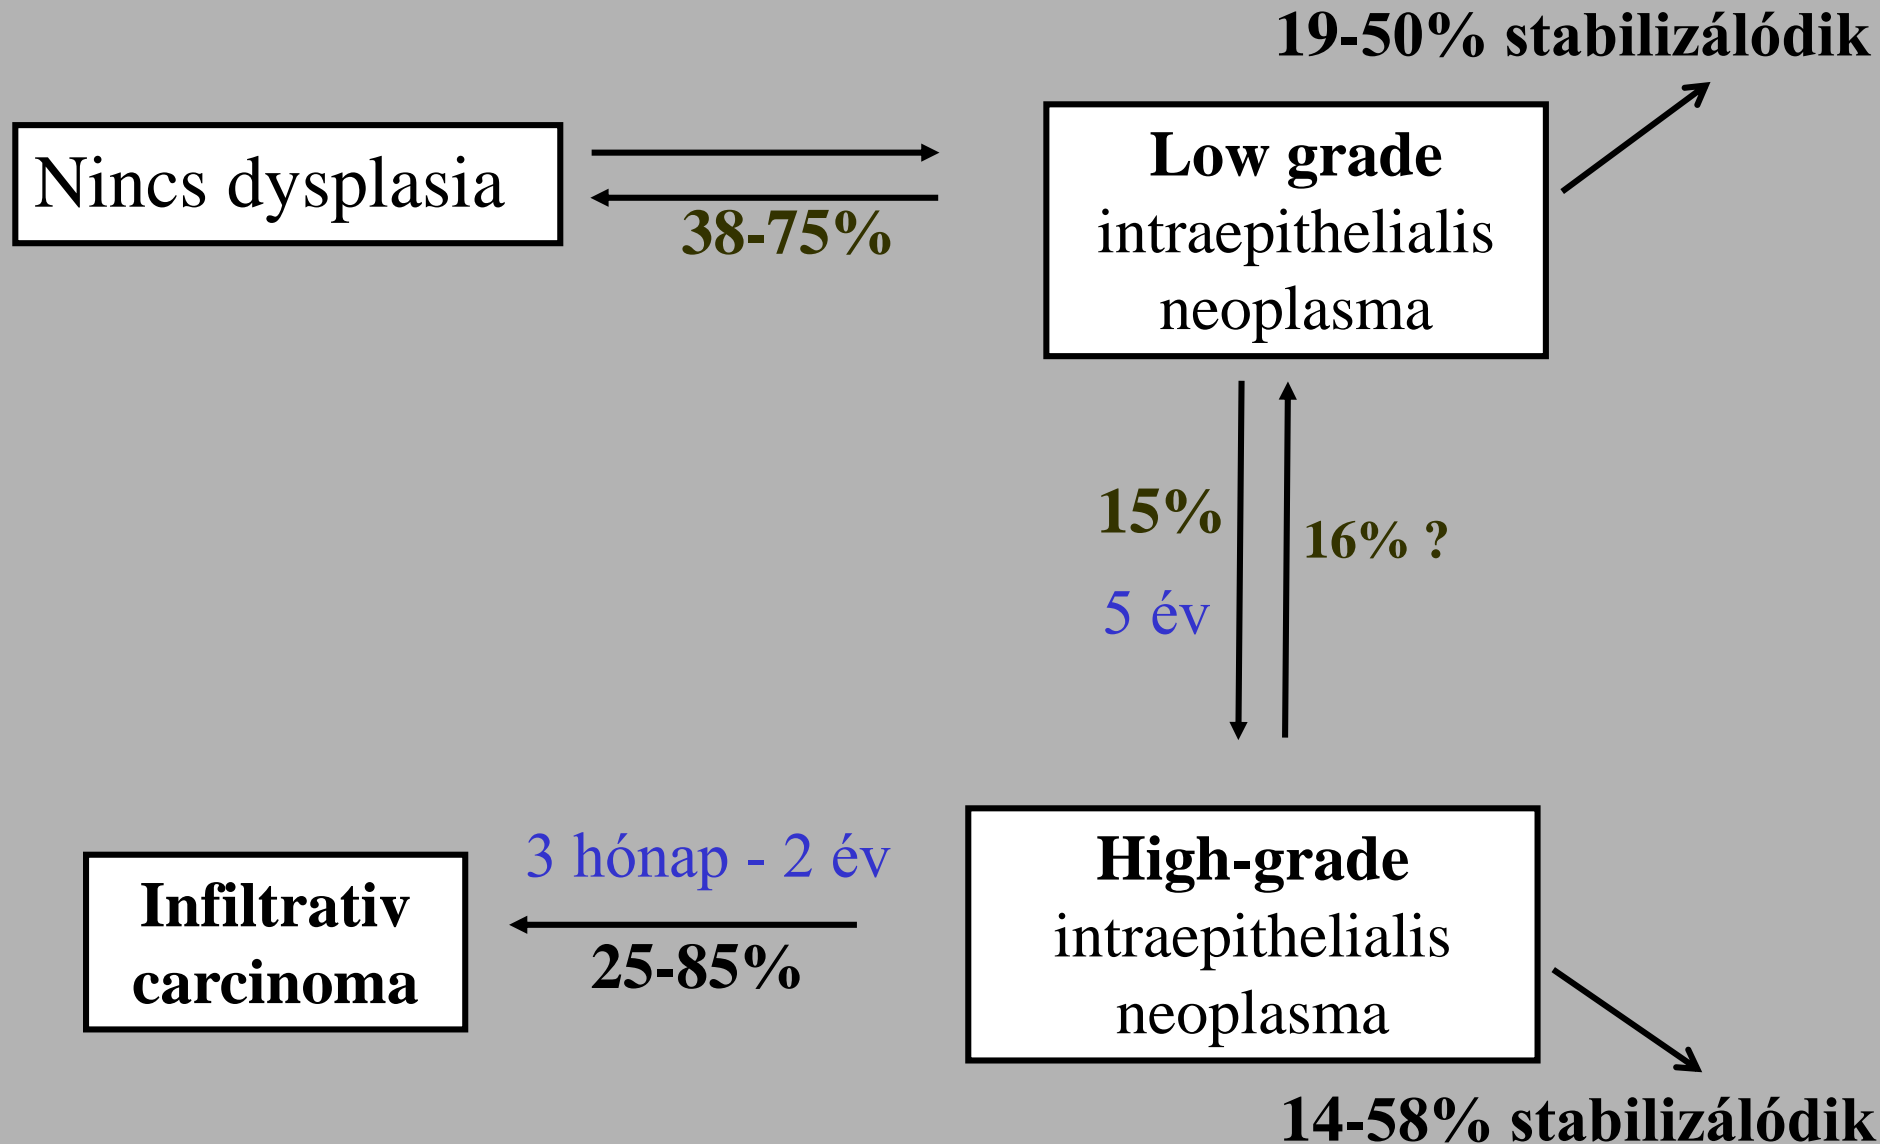 19-50% stabilizálódik
Nincs dysplasia
38-75%
Low grade
intraepithelialis
neoplasma
15%
5 év
16% ?
3 hónap - 2 év
25-85%
Infiltrativ
carcinoma
High-grade
intraepithelialis
neoplasma
14-58% stabilizálódik